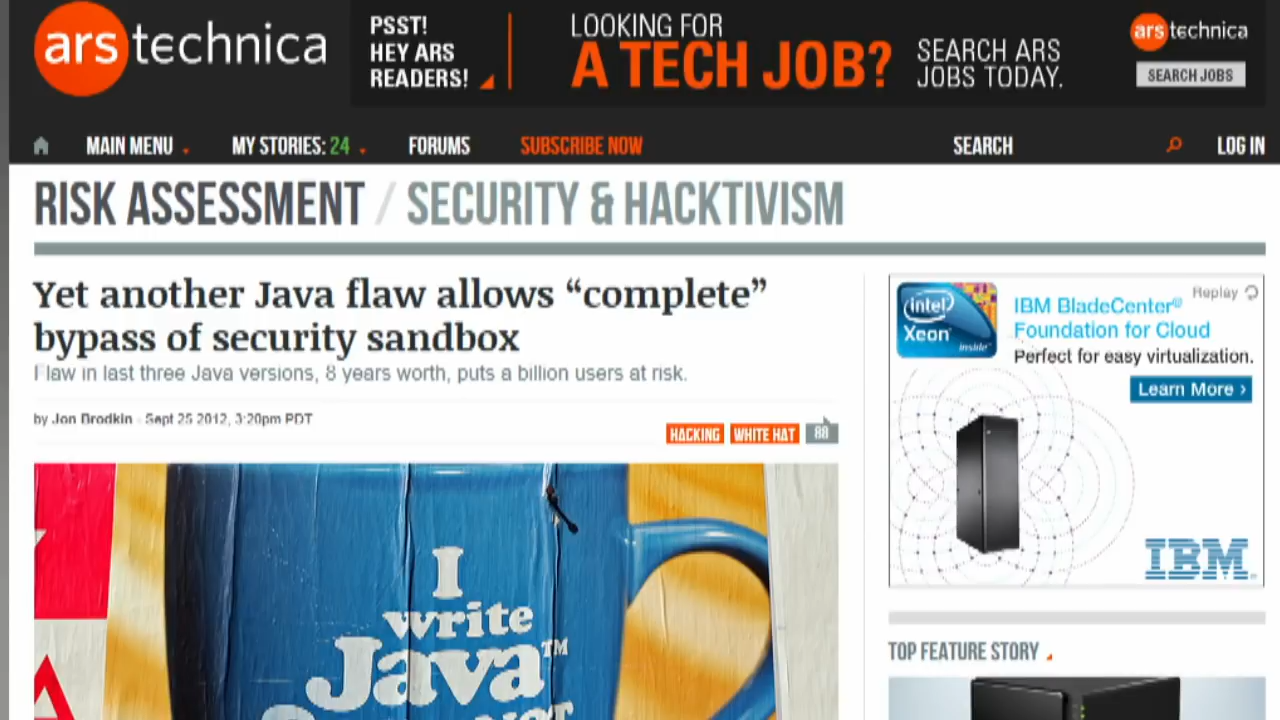 ars technica
PSST!
HEY ARS
READERS!
LOOKING FOR
A TECH JOB?
SEARCH ARS
JOBS TODAY.
ars technica
SEARCH JOBS
MAIN MENU
MY STORIES: 24
FORUMS
SUBSCRIBE NOW
SEARCH
LOG IN
RISK ASSESSMENT / SECURITY & HACKTIVISM
Yet another Java flaw allows “complete”
bypass of security sandbox
Flaw in last three Java versions, 8 years worth, puts a billion users at risk.
by Jon Brodkin - Sept 25 2012, 3:20pm PDT
HACKING
WHITE HAT
88
I
write
Java™
NOT
Replay
intel
Xeon
inside™
IBM BladeCenter®
Foundation for Cloud
Perfect for easy virtualization.
Learn More >
IBM
TOP FEATURE STORY